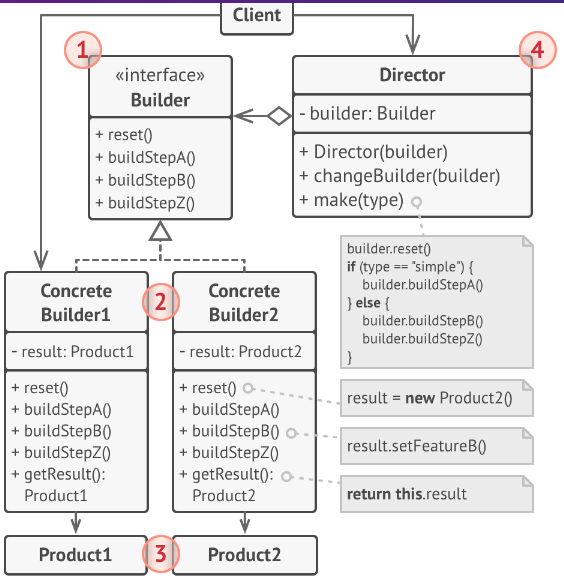 Client
1
«interface»
Builder
+ reset()
+ buildStepA()
+ buildStepB()
+ buildStepZ()
4
Director
- builder: Builder
+ Director(builder)
+ changeBuilder(builder)
+ make(type)
builder.reset()
if (type == "simple") {
builder.buildStepA()
} else {
builder.buildStepB()
builder.buildStepZ()
}
2
Concrete
Builder1
- result: Product1
+ reset()
+ buildStepA()
+ buildStepB()
+ buildStepZ()
+ getResult():
Product1
Concrete
Builder2
- result: Product2
+ reset()
+ buildStepA()
+ buildStepB()
+ buildStepZ()
+ getResult():
Product2
result = new Product2()
result.setFeatureB()
return this.result
Product1
3
Product2